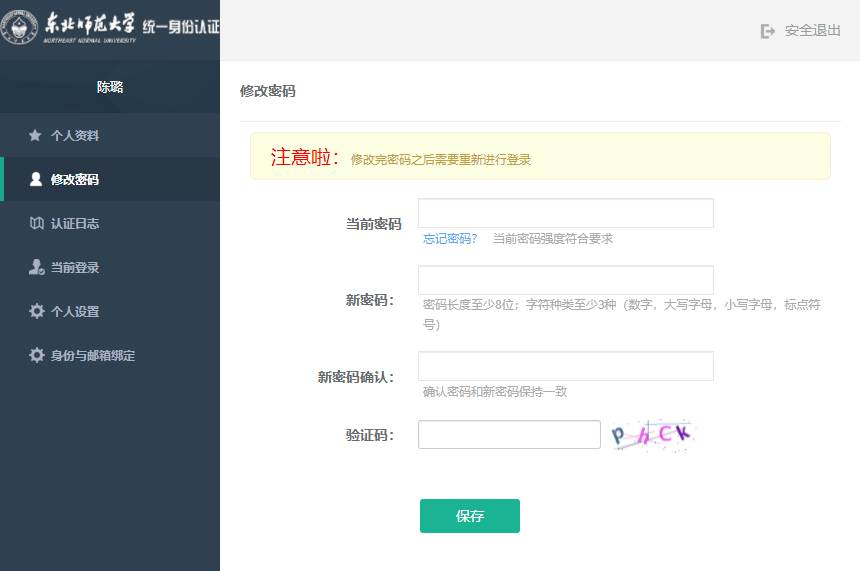 东北师范大学 统一身份认证
NORTHEAST NORMAL UNIVERSITY
安全退出
陈璐
个人资料
修改密码
认证日志
当前登录
个人设置
身份与邮箱绑定
修改密码
注意啦：修改完密码之后需要重新进行登录
当前密码
忘记密码? 当前密码强度符合要求
新密码：
密码长度至少8位；字符种类至少3种（数字，大写字母，小写字母，标点符
号）
新密码确认：
确认密码和新密码保持一致
验证码：
保存